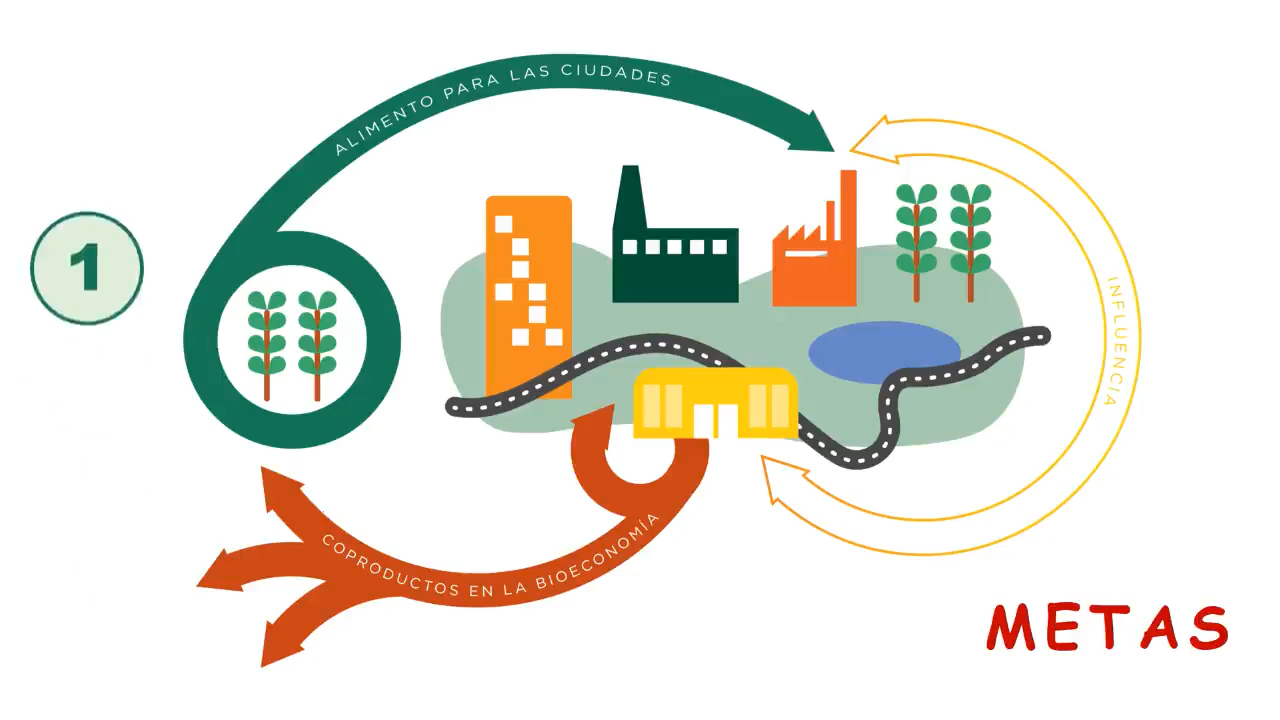 ALIMENTO PARA LAS CIUDADES
1
INFLUENCIA
COPRODUCTOS EN LA BIOECONOMÍA
METAS